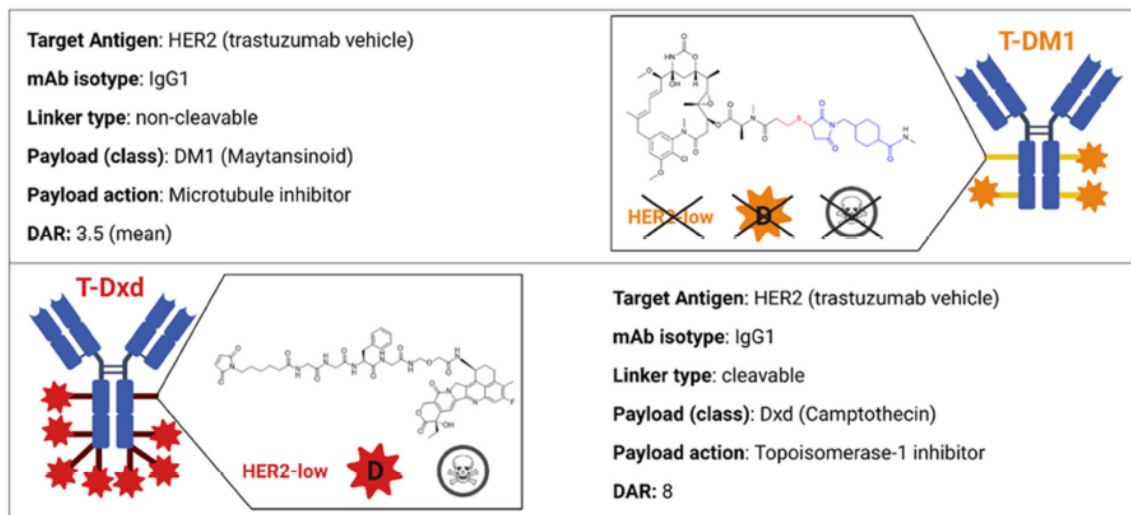 Target Antigen: HER2 (trastuzumab vehicle)
mAb isotype: IgG1
Linker type: non-cleavable
Payload (class): DM1 (Maytansinoid)
Payload action: Microtubule inhibitor
DAR: 3.5 (mean)
T-DM1
HER2-low
D
T-Dxd
HER2-low
D
Target Antigen: HER2 (trastuzumab vehicle)
mAb isotype: IgG1
Linker type: cleavable
Payload (class): Dxd (Camptothecin)
Payload action: Topoisomerase-1 inhibitor
DAR: 8